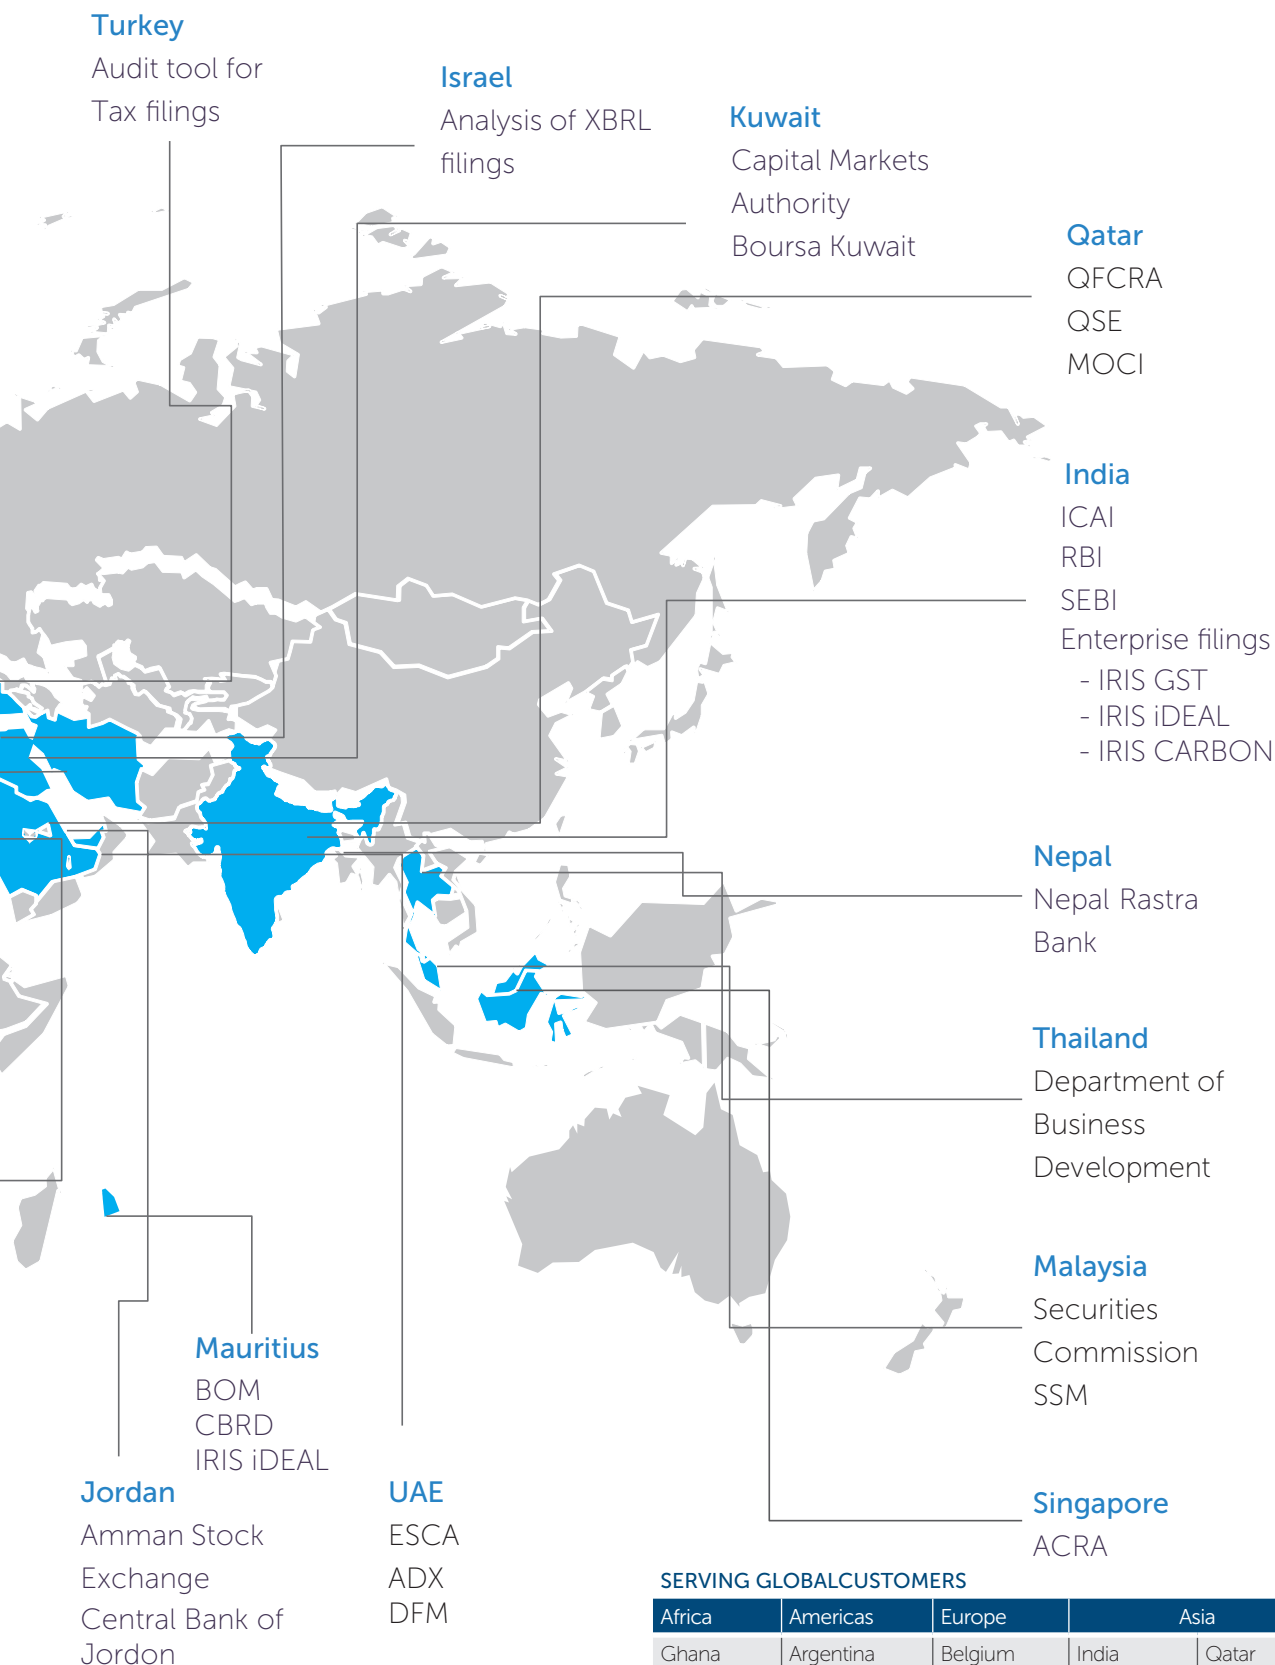 Turkey
Audit tool for
Tax filings
Israel
Analysis of XBRL
filings
Kuwait
Capital Markets
Authority
Boursa Kuwait
Qatar
QFCRA
QSE
MOCI
India
ICAI
RBI
SEBI
Enterprise filings
- IRIS GST
- IRIS iDEAL
- IRIS CARBON
Nepal
Nepal Rastra
Bank
Thailand
Department of
Business
Development
Malaysia
Securities
Commission
SSM
Singapore
ACRA
Mauritius
BOM
CBRD
IRIS iDEAL
Jordan
Amman Stock
Exchange
Central Bank of
Jordon
UAE
ESCA
ADX
DFM
SERVING GLOBALCUSTOMERS
Africa Americas Europe Asia
Ghana Argentina Belgium India Qatar